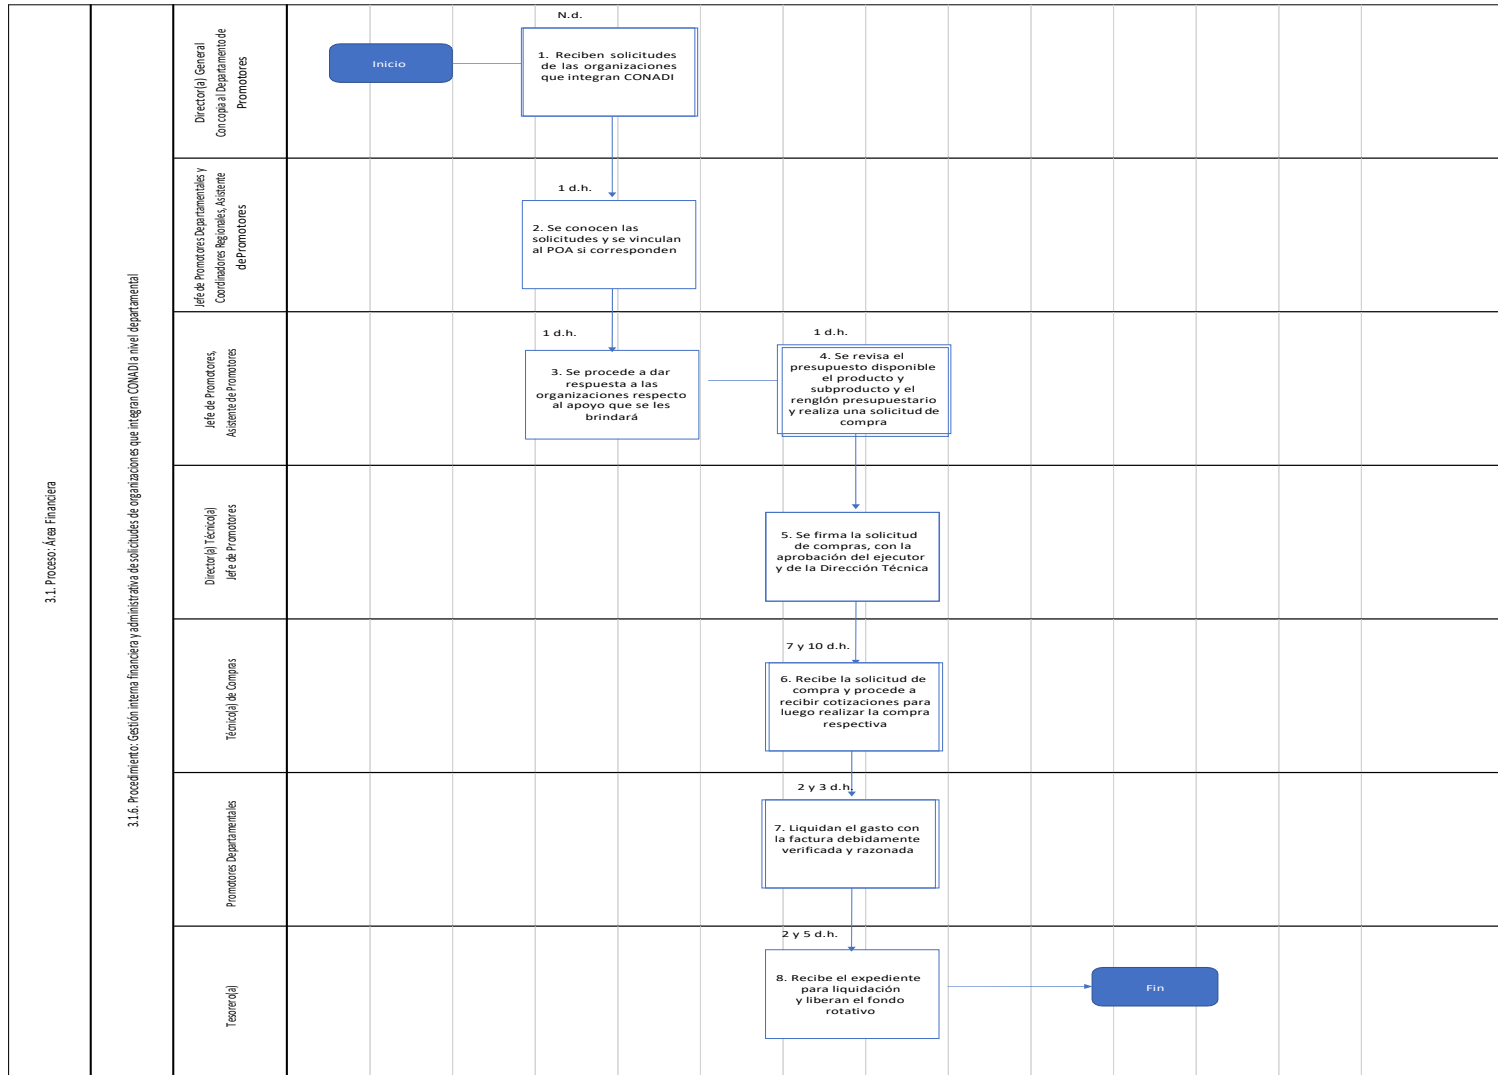 3.1. Proceso: Área Financiera
3.1.6. Procedimiento: Gestión interna financiera y administrativa de solicitudes de organizaciones que integran CONADI a nivel departamental
Director(a) General
Con copia al Departamento de
Promotores
Inicio
N.d.
1. Reciben solicitudes
de las organizaciones
que integran CONADI
Jefe de Promotores Departamentales y
Coordinadores Regionales, Asistente
de Promotores
1 d.h.
2. Se conocen las
solicitudes y se vinculan
al POA si corresponden
Jefe de Promotores,
Asistente de Promotores
1 d.h.
3. Se procede a dar
respuesta a las
organizaciones respecto
al apoyo que se les
brindará
1 d.h.
4. Se revisa el
presupuesto disponible
el producto y
subproducto y el
renglón presupuestario
y realiza una solicitud de
compra
Director(a) Técnico(a)
Jefe de Promotores
5. Se firma la solicitud
de compras, con la
aprobación del ejecutor
y de la Dirección Técnica
Técnico(a) de Compras
7 y 10 d.h.
6. Recibe la solicitud de
compra y procede a
recibir cotizaciones para
luego realizar la compra
respectiva
Promotores Departamentales
2 y 3 d.h.
7. Liquidan el gasto con
la factura debidamente
verificada y razonada
Tesorero(a)
2 y 5 d.h.
8. Recibe el expediente
para liquidación
y liberan el fondo
rotativo
Fin